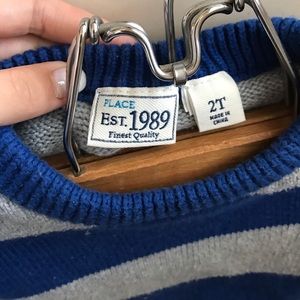 PLACE
EST. 1989
Finest Quality
2T
MADE IN
CHINA